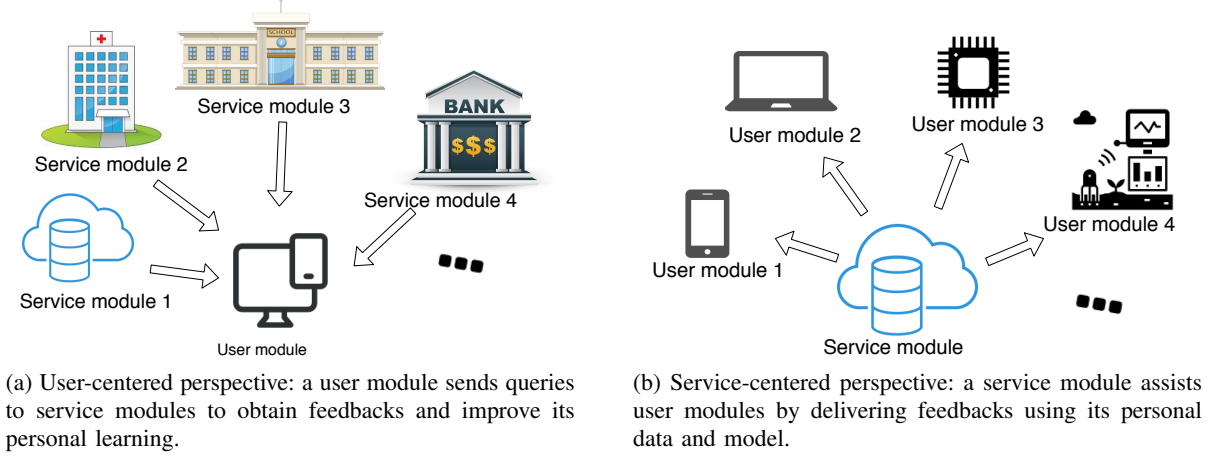 SCHOOL
Service module 3
Service module 2
BANK
$$$
Service module 4
Service module 1
User module
(a) User-centered perspective: a user module sends queries
to service modules to obtain feedbacks and improve its
personal learning.
User module 2
User module 3
User module 1
User module 4
Service module
(b) Service-centered perspective: a service module assists
user modules by delivering feedbacks using its personal
data and model.